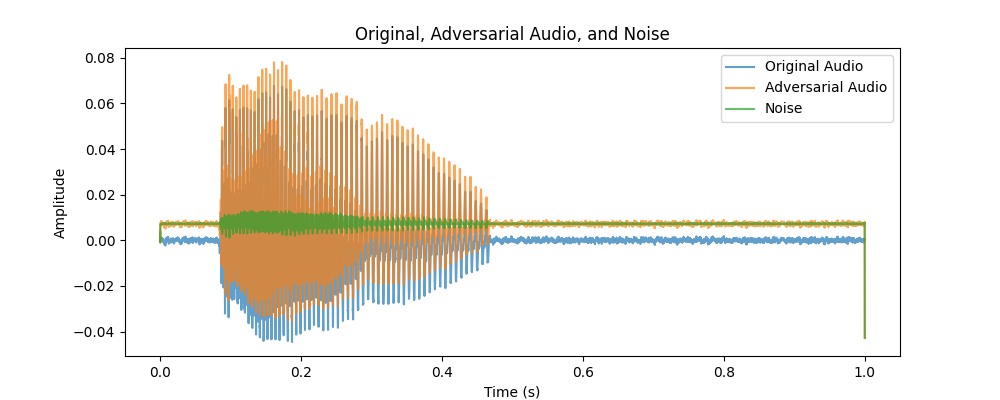 Original, Adversarial Audio, and Noise
Original Audio
Adversarial Audio
Noise
Amplitude
0.08
0.06
0.04
0.02
0.00
−0.02
−0.04
0.0 0.2 0.4 0.6 0.8 1.0
Time (s)